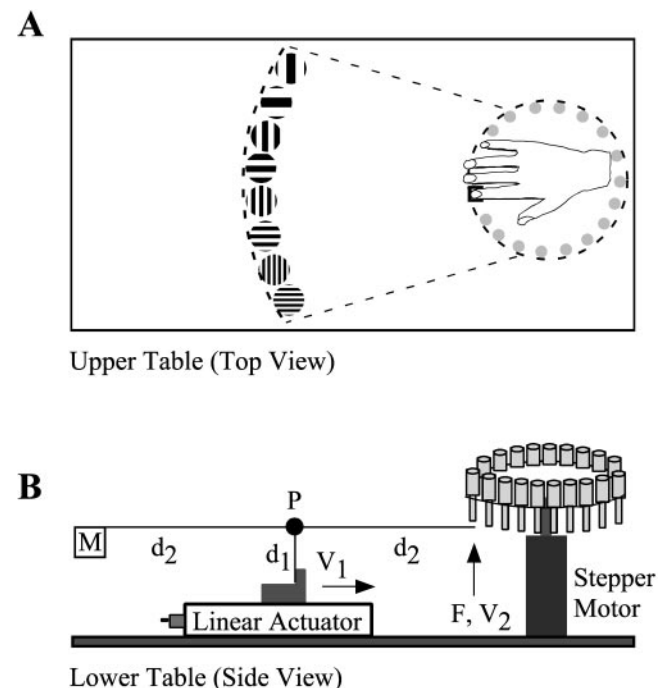 A
Upper Table (Top View)
B
P
M
d2
d1
V1
d2
Linear Actuator
F, V2
Stepper
Motor
Lower Table (Side View)